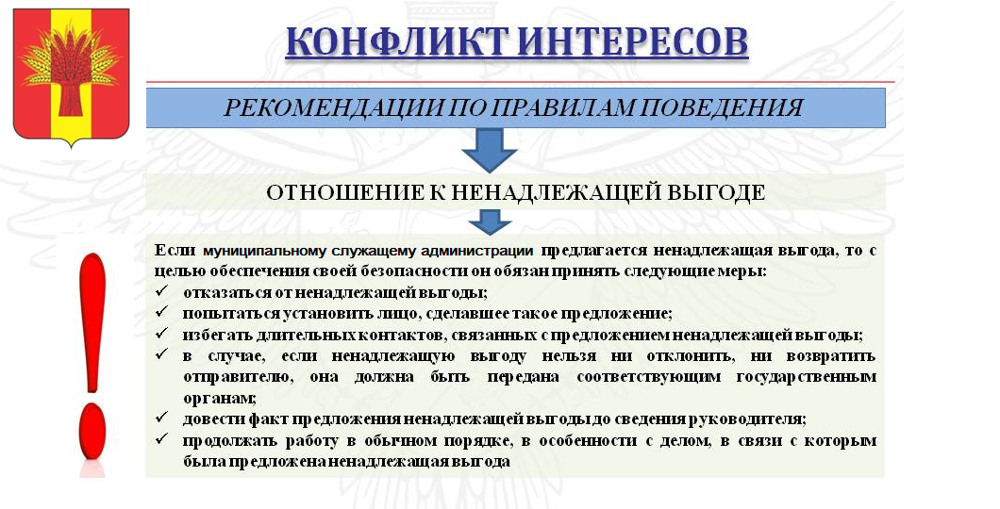 КОНФЛИКТ ИНТЕРЕСОВ
РЕКОМЕНДАЦИИ ПО ПРАВИЛАМ ПОВЕДЕНИЯ
ОТНОШЕНИЕ К НЕНАДЛЕЖАЩЕЙ ВЫГОДЕ
Если муниципальному служащему администрации предлагается ненадлежащая выгода, то с
целью обеспечения своей безопасности он обязан принять следующие меры:
✓ отказаться от ненадлежащей выгоды;
✓ попытаться установить лицо, сделавшее такое предложение;
✓ избегать длительных контактов, связанных с предложением ненадлежащей выгоды;
✓ в случае, если ненадлежащую выгоду нельзя ни отклонить, ни возвратить
отправителю, она должна быть передана соответствующим государственным
органам;
✓ довести факт предложения ненадлежащей выгоды до сведения руководителя;
✓ продолжать работу в обычном порядке, в особенности с делом, в связи с которым
была предложена ненадлежащая выгода